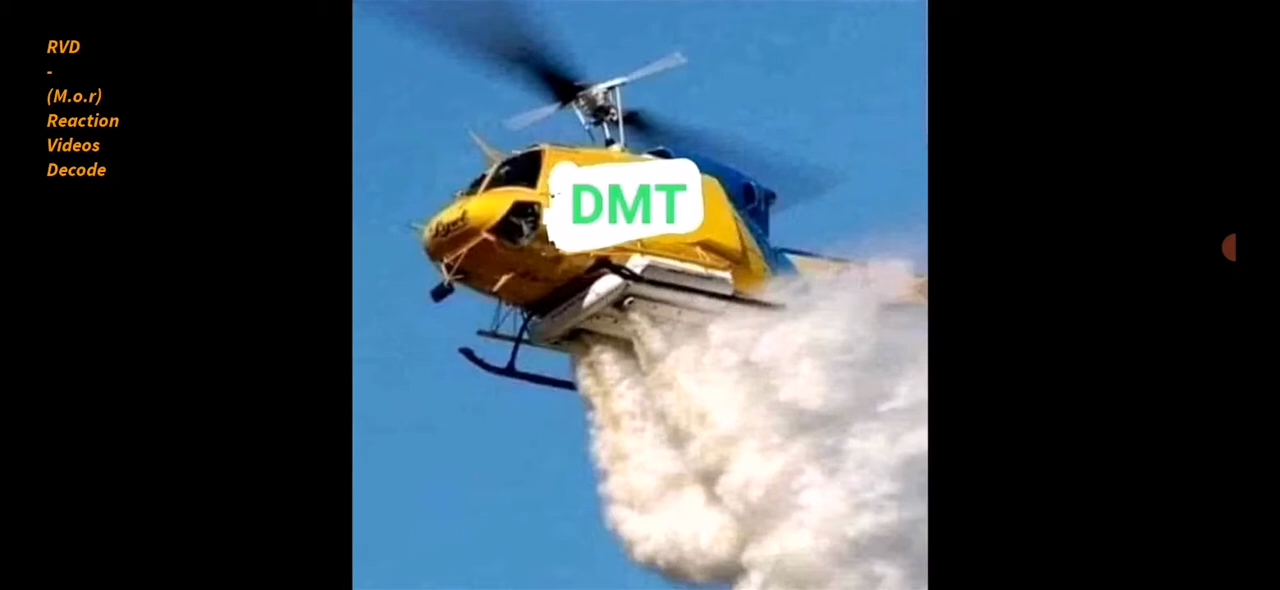 RVD
-
(M.o.r)
Reaction
Videos
Decode
DMT